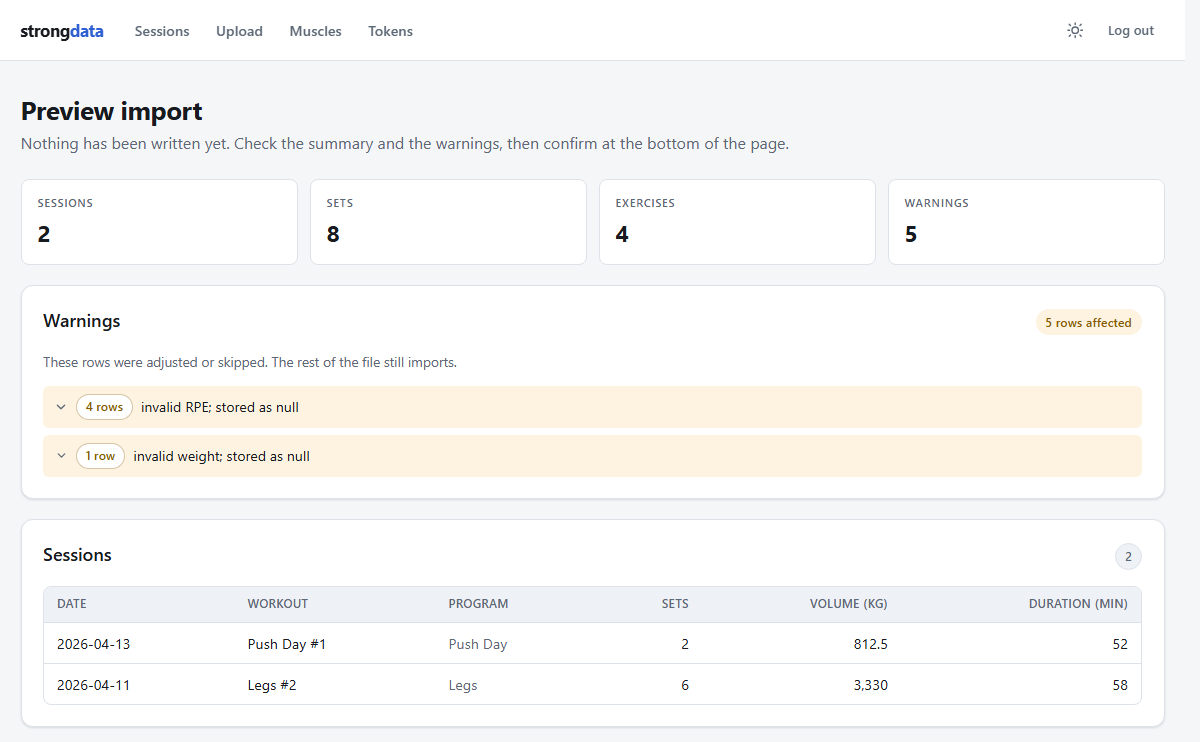 strongdata Sessions Upload Muscles Tokens Log out
Preview import
Nothing has been written yet. Check the summary and the warnings, then confirm at the bottom of the page.
SESSIONS SETS EXERCISES WARNINGS
2 8 4 5
Warnings 5 rows affected
These rows were adjusted or skipped. The rest of the file still imports.
4 rows invalid RPE; stored as null
1 row invalid weight; stored as null
Sessions 2
DATE WORKOUT PROGRAM SETS VOLUME (KG) DURATION (MIN)
2026-04-13 Push Day #1 Push Day 2 812.5 52
2026-04-11 Legs #2 Legs 6 3,330 58